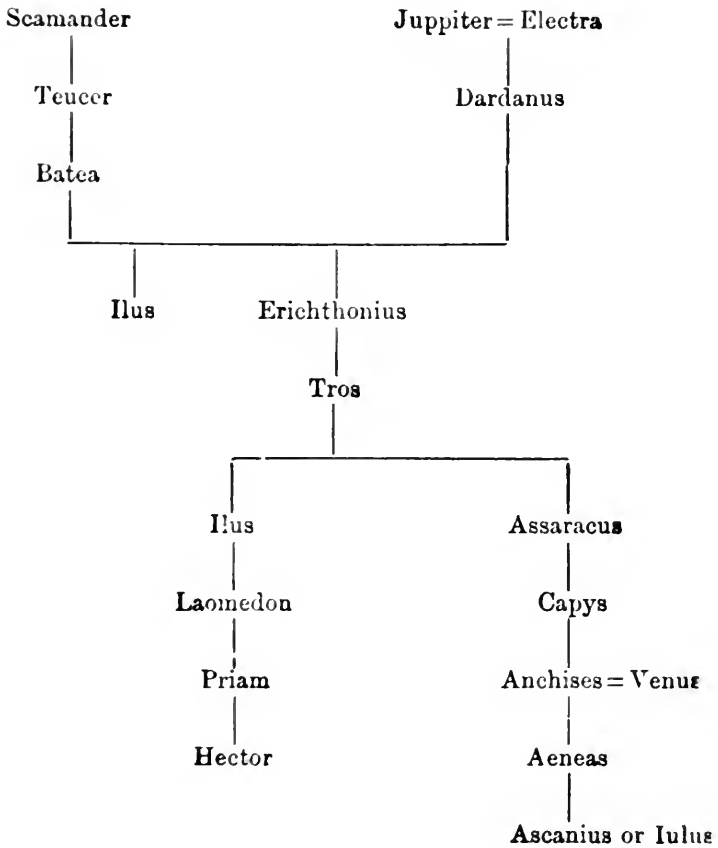 Scamander Juppiter = Electra
Teucer Dardanus
Batea
Ilus Erichthonius
Tros
Ilus Assaracus
Laomedon Capys
Priam Anchises = Venus
Hector Aeneas
Ascanius or Iulus